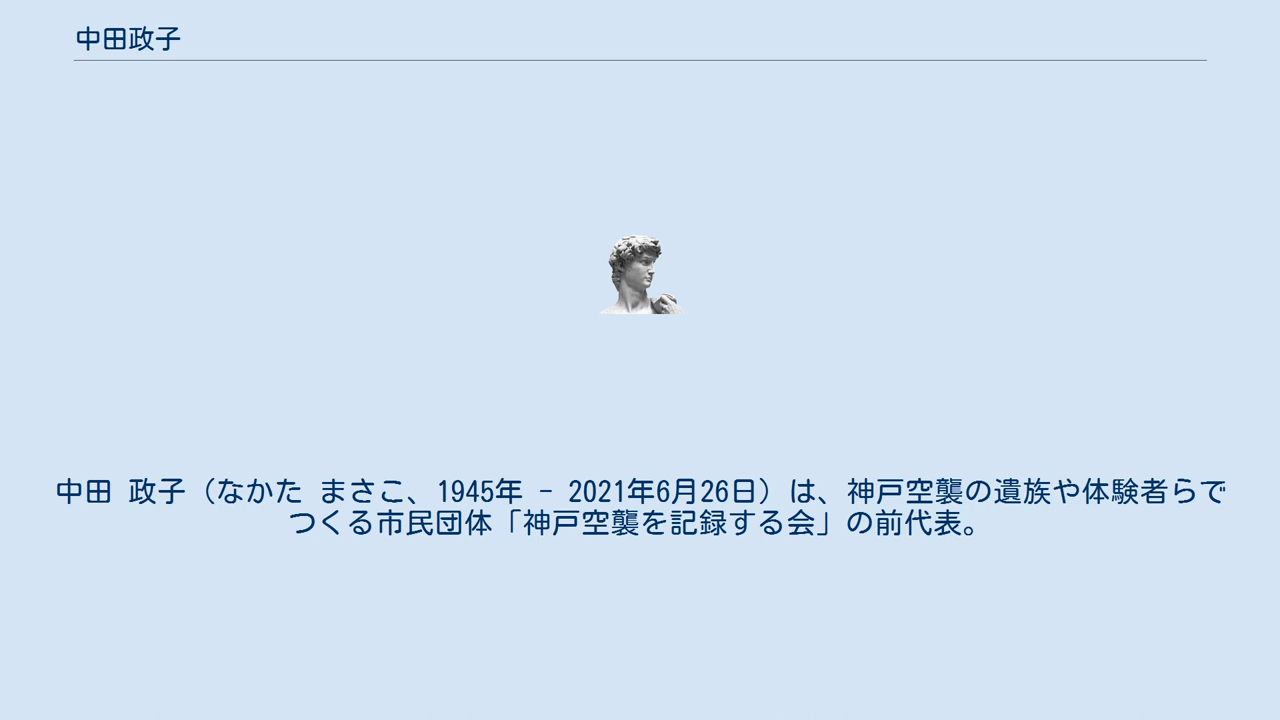 中田政子
中田 政子（なかた まさこ、1945年 - 2021年6月26日）は、神戸空襲の遺族や体験者らで
つくる市民団体「神戸空襲を記録する会」の前代表。